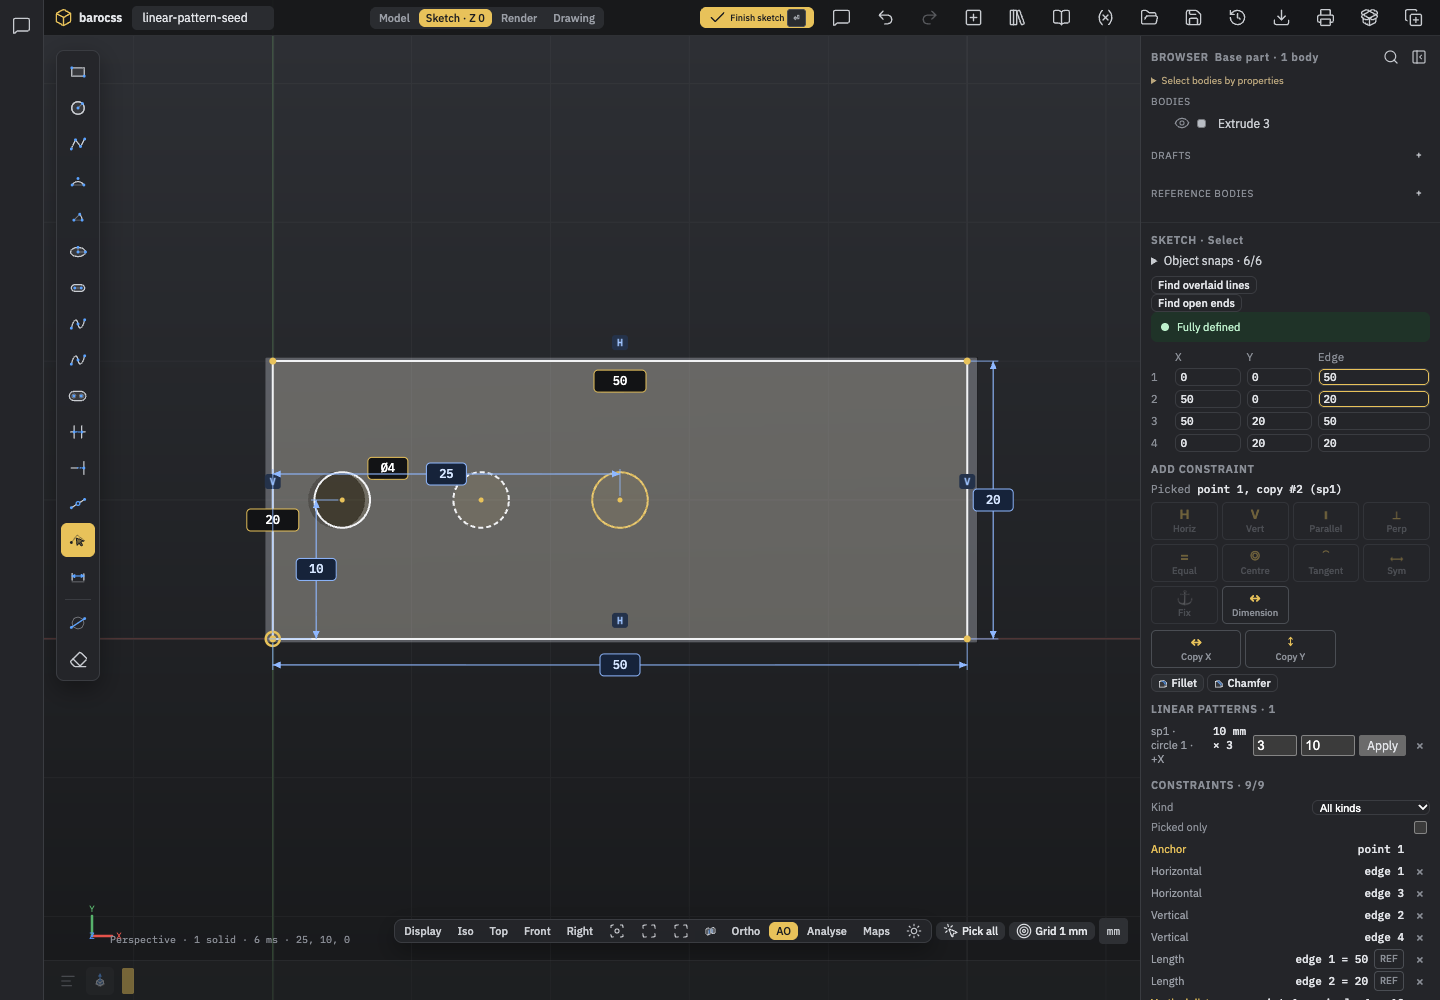 barocss
linear-pattern-seed
Model
Sketch · Z 0
Render
Drawing
Finish sketch
BROWSER Base part · 1 body
Select bodies by properties
BODIES
Extrude 3
DRAFTS
+
REFERENCE BODIES
+
SKETCH · Select
Object snaps · 6/6
Find overlaid lines
Find open ends
Fully defined
X Y Edge
1 0 0 50
2 50 0 20
3 50 20 50
4 0 20 20
ADD CONSTRAINT
Picked point 1, copy #2 (sp1)
H V
Horiz Vert Parallel Perp
Equal Centre Tangent Sym
Fix Dimension
Copy X Copy Y
Fillet Chamfer
LINEAR PATTERNS · 1
sp1 · circle 1 · +X
10 mm × 3
3 10 Apply ×
CONSTRAINTS · 9/9
Kind All kinds
Picked only
Anchor point 1
Horizontal edge 1 ×
Horizontal edge 3 ×
Vertical edge 2 ×
Vertical edge 4 ×
Length edge 1 = 50 REF ×
Length edge 2 = 20 REF ×
H
50
Ø4
25
V
V
20
20
10
H
50
Y
X
Z
Perspective · 1 solid · 6 ms · 25, 10, 0
Display Iso Top Front Right Ortho AO Analyse Maps
Pick all
Grid 1 mm
mm